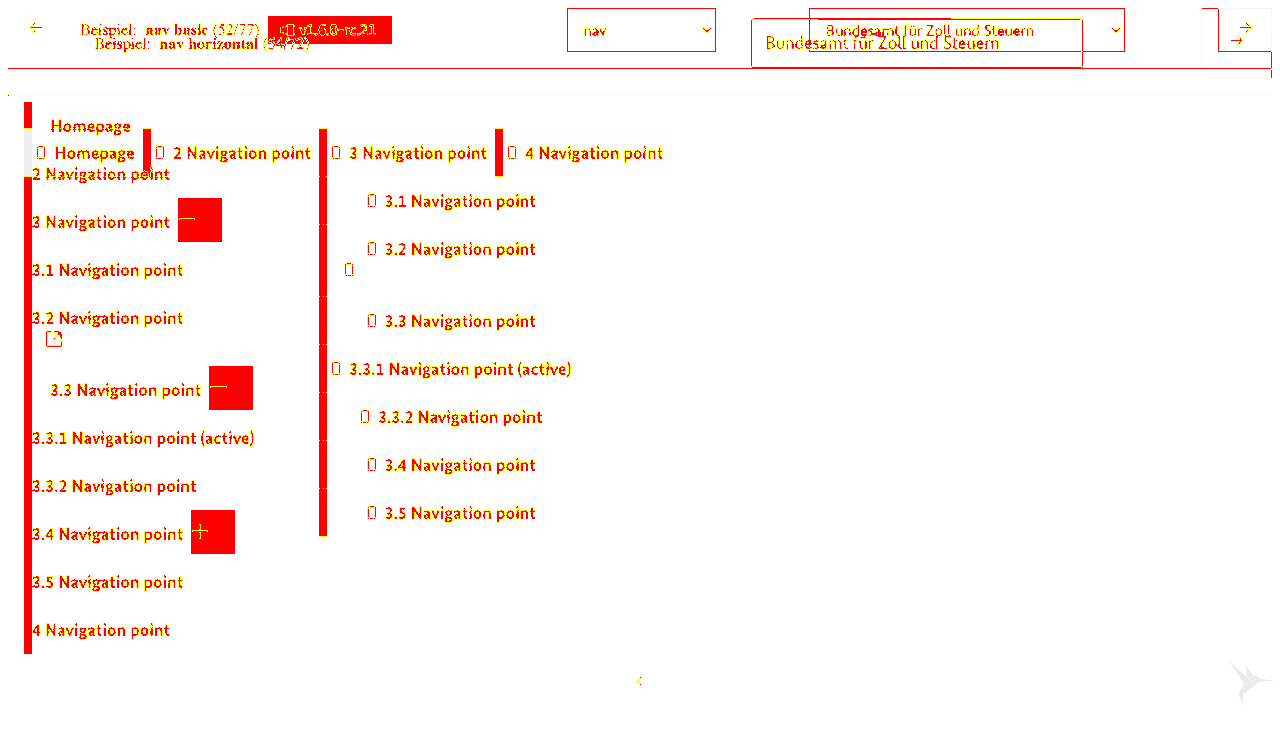 Beispiel: nav basic (52/77) v1.6.0-rc.21 nav Bundesamt für Zoll und Steuern
Beispiel: nav horizontal (54/72) Bundesamt für Zoll und Steuern
Homepage
Homepage 2 Navigation point 3 Navigation point 4 Navigation point
2 Navigation point
3.1 Navigation point
3 Navigation point
3.2 Navigation point
3.1 Navigation point
3.2 Navigation point
3.3 Navigation point
3.3.1 Navigation point (active)
3.3 Navigation point
3.3.2 Navigation point
3.3.1 Navigation point (active)
3.4 Navigation point
3.3.2 Navigation point
3.5 Navigation point
3.4 Navigation point
3.5 Navigation point
4 Navigation point